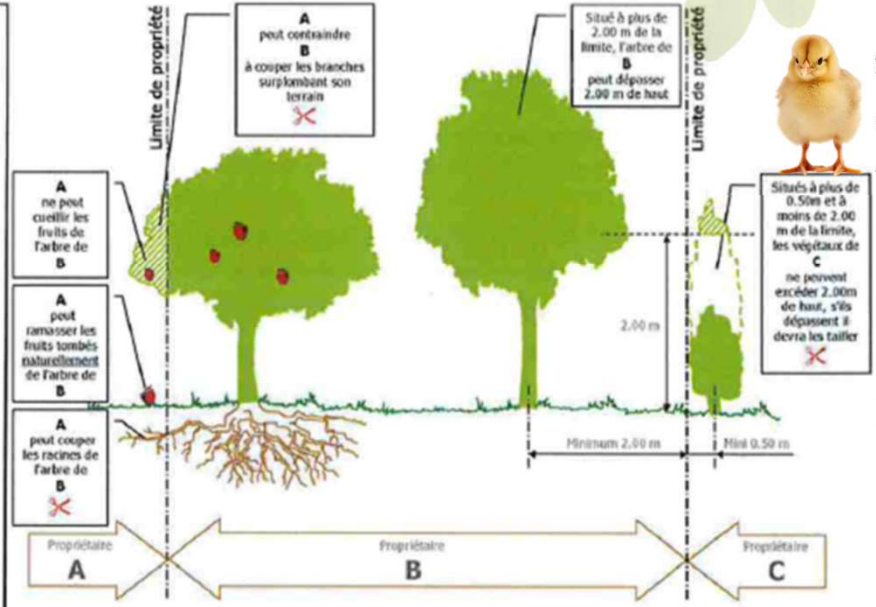 Limite de propriété
A
peut contraindre
B
à couper les branches
surplombant son
terrain
Situé à plus de
2.00 m de la
limite, l'arbre de
B
peut dépasser
2.00 m de haut
Limite de propriété
A
ne peut
cueillir les
fruits de
l'arbre de
B
Situés à plus de
0.50m et à
moins de 2.00
m de la limite,
les végétaux de
C
ne peuvent
excéder 2.00m
de haut, s'ils
dépassent il
devra les tailler
A
peut
ramasser les
fruits tombés
naturellement
de l'arbre de
B
2.00 m
A
peut couper
les racines de
l'arbre de
B
Minimum 2.00 m
Mini 0.50 m
Propriétaire
A
Propriétaire
B
Propriétaire
C